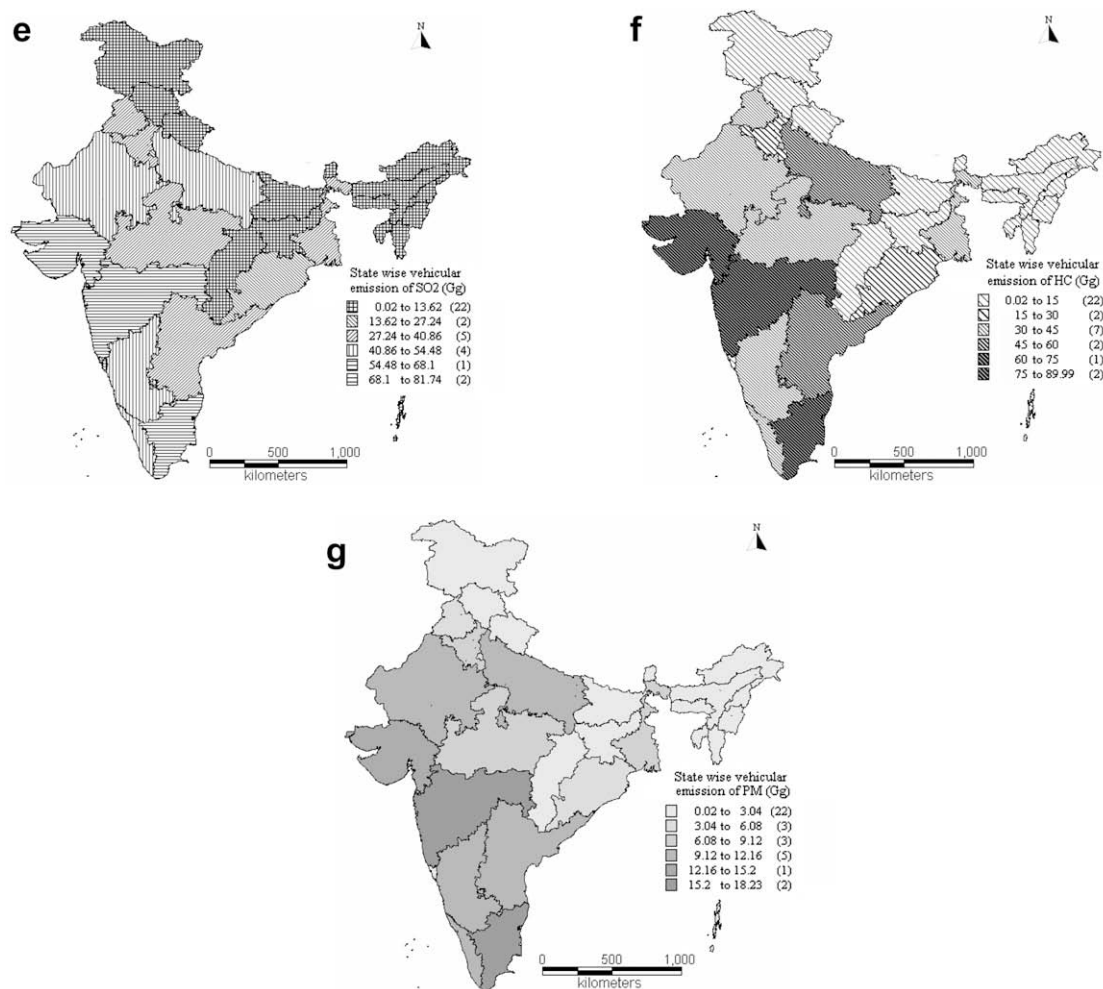 e
N
State wise vehicular
emission of SO2 (Gg)
0.02 to 13.62 (22)
13.62 to 27.24 (2)
27.24 to 40.86 (5)
40.86 to 54.48 (4)
54.48 to 68.1 (1)
68.1 to 81.74 (2)
0 500 1,000
kilometers
f
N
State wise vehicular
emission of HC (Gg)
0.02 to 15 (22)
15 to 30 (2)
30 to 45 (7)
45 to 60 (2)
60 to 75 (1)
75 to 89.99 (2)
0 500 1,000
kilometers
g
N
State wise vehicular
emission of PM (Gg)
0.02 to 3.04 (22)
3.04 to 6.08 (3)
6.08 to 9.12 (3)
9.12 to 12.16 (5)
12.16 to 15.2 (1)
15.2 to 18.23 (2)
0 500 1,000
kilometers